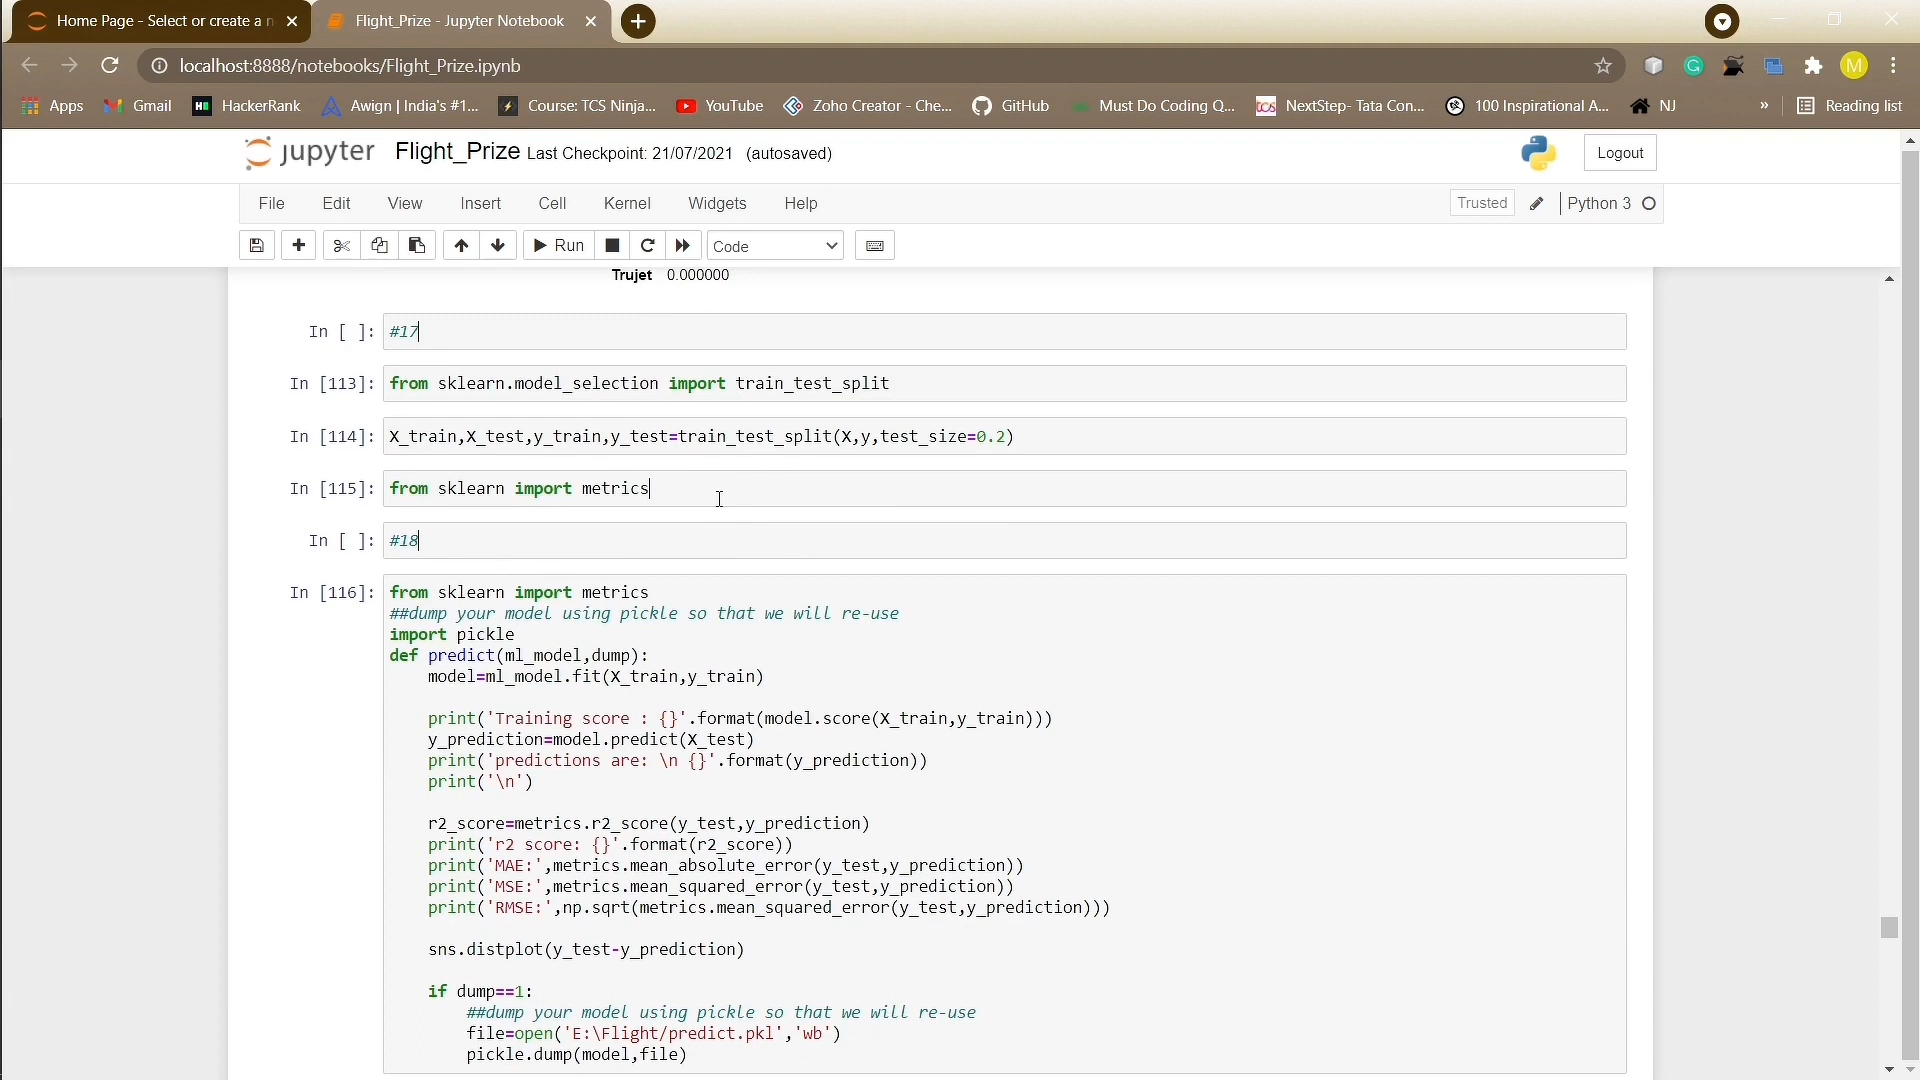 Home Page - Select or create a n
Flight_Prize - Jupyter Notebook
localhost:8888/notebooks/Flight_Prize.ipynb
M
Apps
Gmail
HackerRank
Awign | India's #1...
Course: TCS Ninja...
YouTube
Zoho Creator - Che...
GitHub
Must Do Coding Q...
NextStep- Tata Con...
100 Inspirational A...
NJ
»
Reading list
jupyter
Flight_Prize Last Checkpoint: 21/07/2021 (autosaved)
Logout
File
Edit
View
Insert
Cell
Kernel
Widgets
Help
Trusted
Python 3
Run
Code
Trujet 0.000000
In [ ]: #17
In [113]: from sklearn.model_selection import train_test_split
In [114]: X_train,X_test,y_train,y_test=train_test_split(X,y,test_size=0.2)
In [115]: from sklearn import metrics
In [ ]: #18
In [116]: from sklearn import metrics
##dump your model using pickle so that we will re-use
import pickle
def predict(ml_model,dump):
    model=ml_model.fit(X_train,y_train)
    print('Training score : {}'.format(model.score(X_train,y_train)))
    y_prediction=model.predict(X_test)
    print('predictions are: \n {}'.format(y_prediction))
    print('\n')
    r2_score=metrics.r2_score(y_test,y_prediction)
    print('r2 score: {}'.format(r2_score))
    print('MAE:',metrics.mean_absolute_error(y_test,y_prediction))
    print('MSE:',metrics.mean_squared_error(y_test,y_prediction))
    print('RMSE:',np.sqrt(metrics.mean_squared_error(y_test,y_prediction)))
    sns.distplot(y_test-y_prediction)
    if dump==1:
        ##dump your model using pickle so that we will re-use
        file=open('E:\Flight/predict.pkl','wb')
        pickle.dump(model,file)